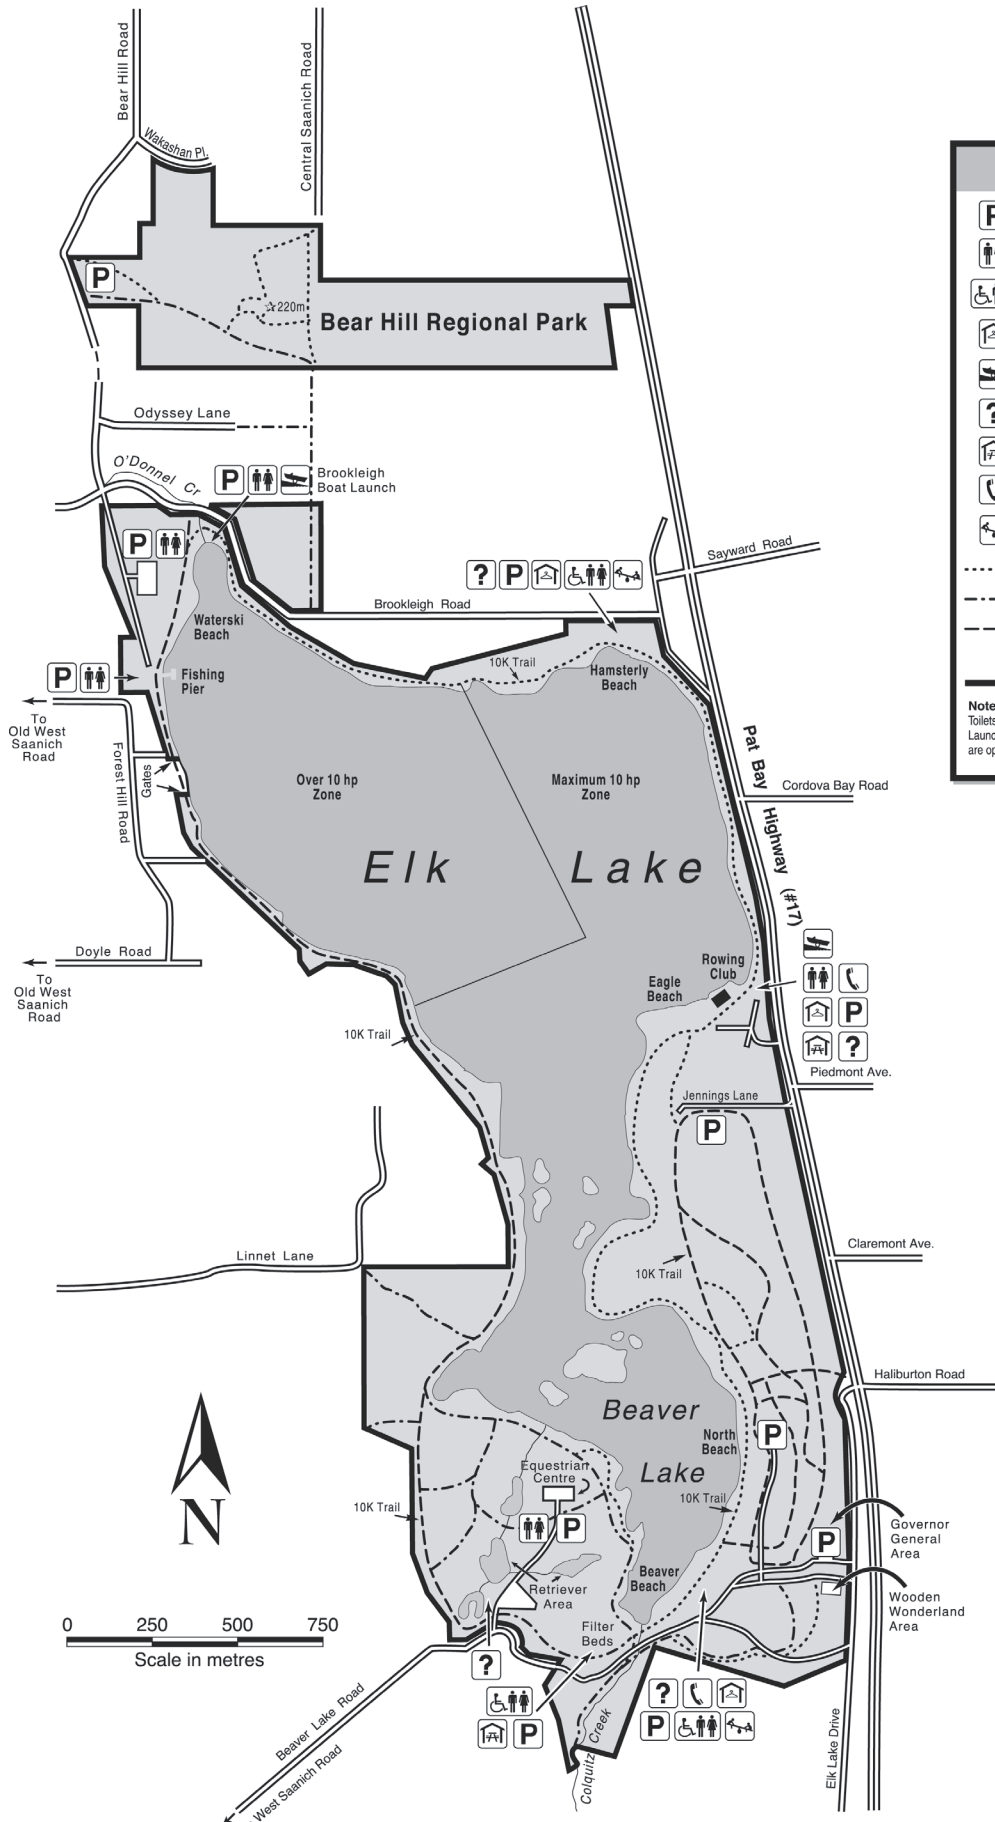 Bear Hill Road
Central Saanich Road
Wakashan Pl.
P
☆220m
Bear Hill Regional Park
Odyssey Lane
O'Donnel Cr
P
Brookleigh
Boat Launch
P
Sayward Road
? P
Brookleigh Road
Waterski
Beach
10K Trail
Hamsterly
Beach
P
Fishing
Pier
To
Old West
Saanich
Road
Forest Hill Road
Gates
Over 10 hp
Zone
Maximum 10 hp
Zone
Pat Bay Highway (#17)
Cordova Bay Road
Elk Lake
Doyle Road
To
Old West
Saanich
Road
Rowing
Club
Eagle
Beach
P
?
10K Trail
Piedmont Ave.
Jennings Lane
P
Claremont Ave.
Linnet Lane
10K Trail
Haliburton Road
Beaver
Lake
North
Beach
P
Equestrian
Centre
10K Trail
10K Trail
N
P
P
Governor
General
Area
Beaver
Beach
Retriever
Area
Wooden
Wonderland
Area
0 250 500 750
Scale in metres
Filter
Beds
?
P
?
P
Beaver Lake Road
West Saanich Road
Colquitz Creek
Elk Lake Drive
P
?
Note
Toilets
Launc
are op